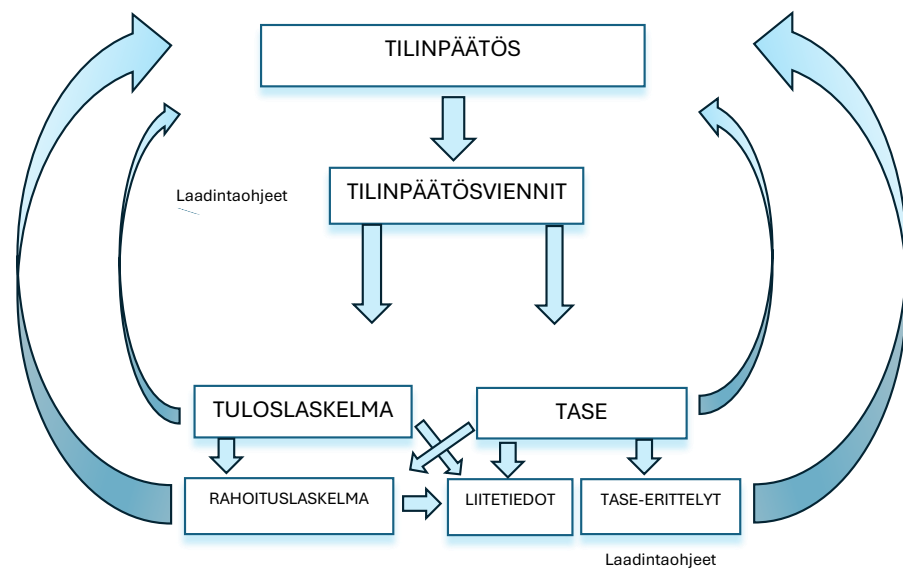 TILINPÄÄTÖS
TILINPÄÄTÖSVIENNIT
Laadintaohjeet
TULOSLASKELMA
TASE
RAHOITUSLASKELMA
LIITETIEDOT
TASE-ERITTELYT
Laadintaohjeet